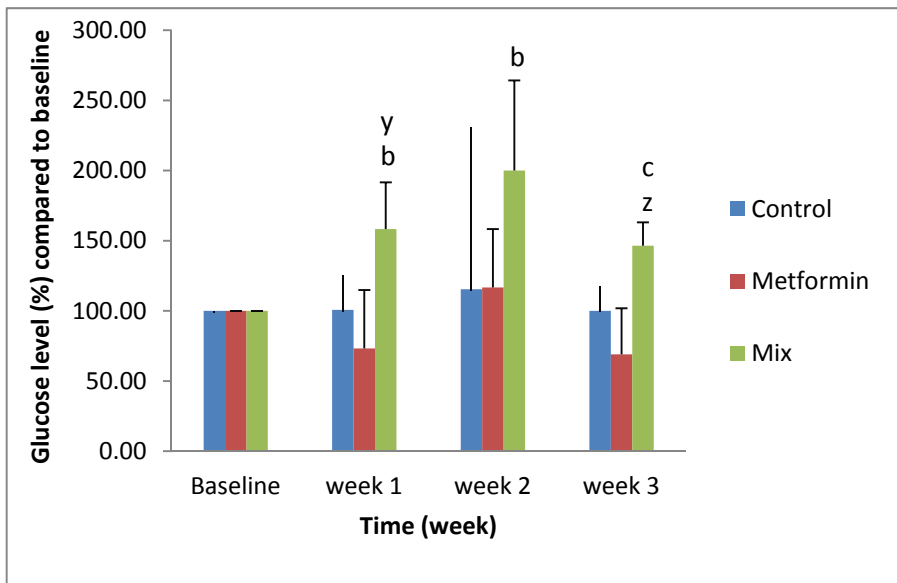 Glucose level (%) compared to baseline
300.00
250.00
200.00
150.00
100.00
50.00
0.00
y
b
b
c
z
Baseline
week 1
week 2
week 3
Time (week)
Control
Metformin
Mix